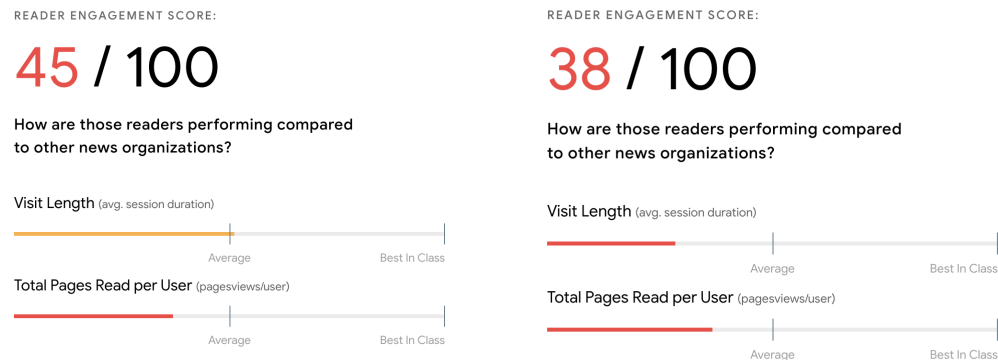 READER ENGAGEMENT SCORE:
45 / 100
How are those readers performing compared
to other news organizations?
Visit Length (avg. session duration)
Average
Best In Class
Total Pages Read per User (pagesviews/user)
Average
Best In Class
READER ENGAGEMENT SCORE:
38 / 100
How are those readers performing compared
to other news organizations?
Visit Length (avg. session duration)
Average
Best In Class
Total Pages Read per User (pagesviews/user)
Average
Best In Class